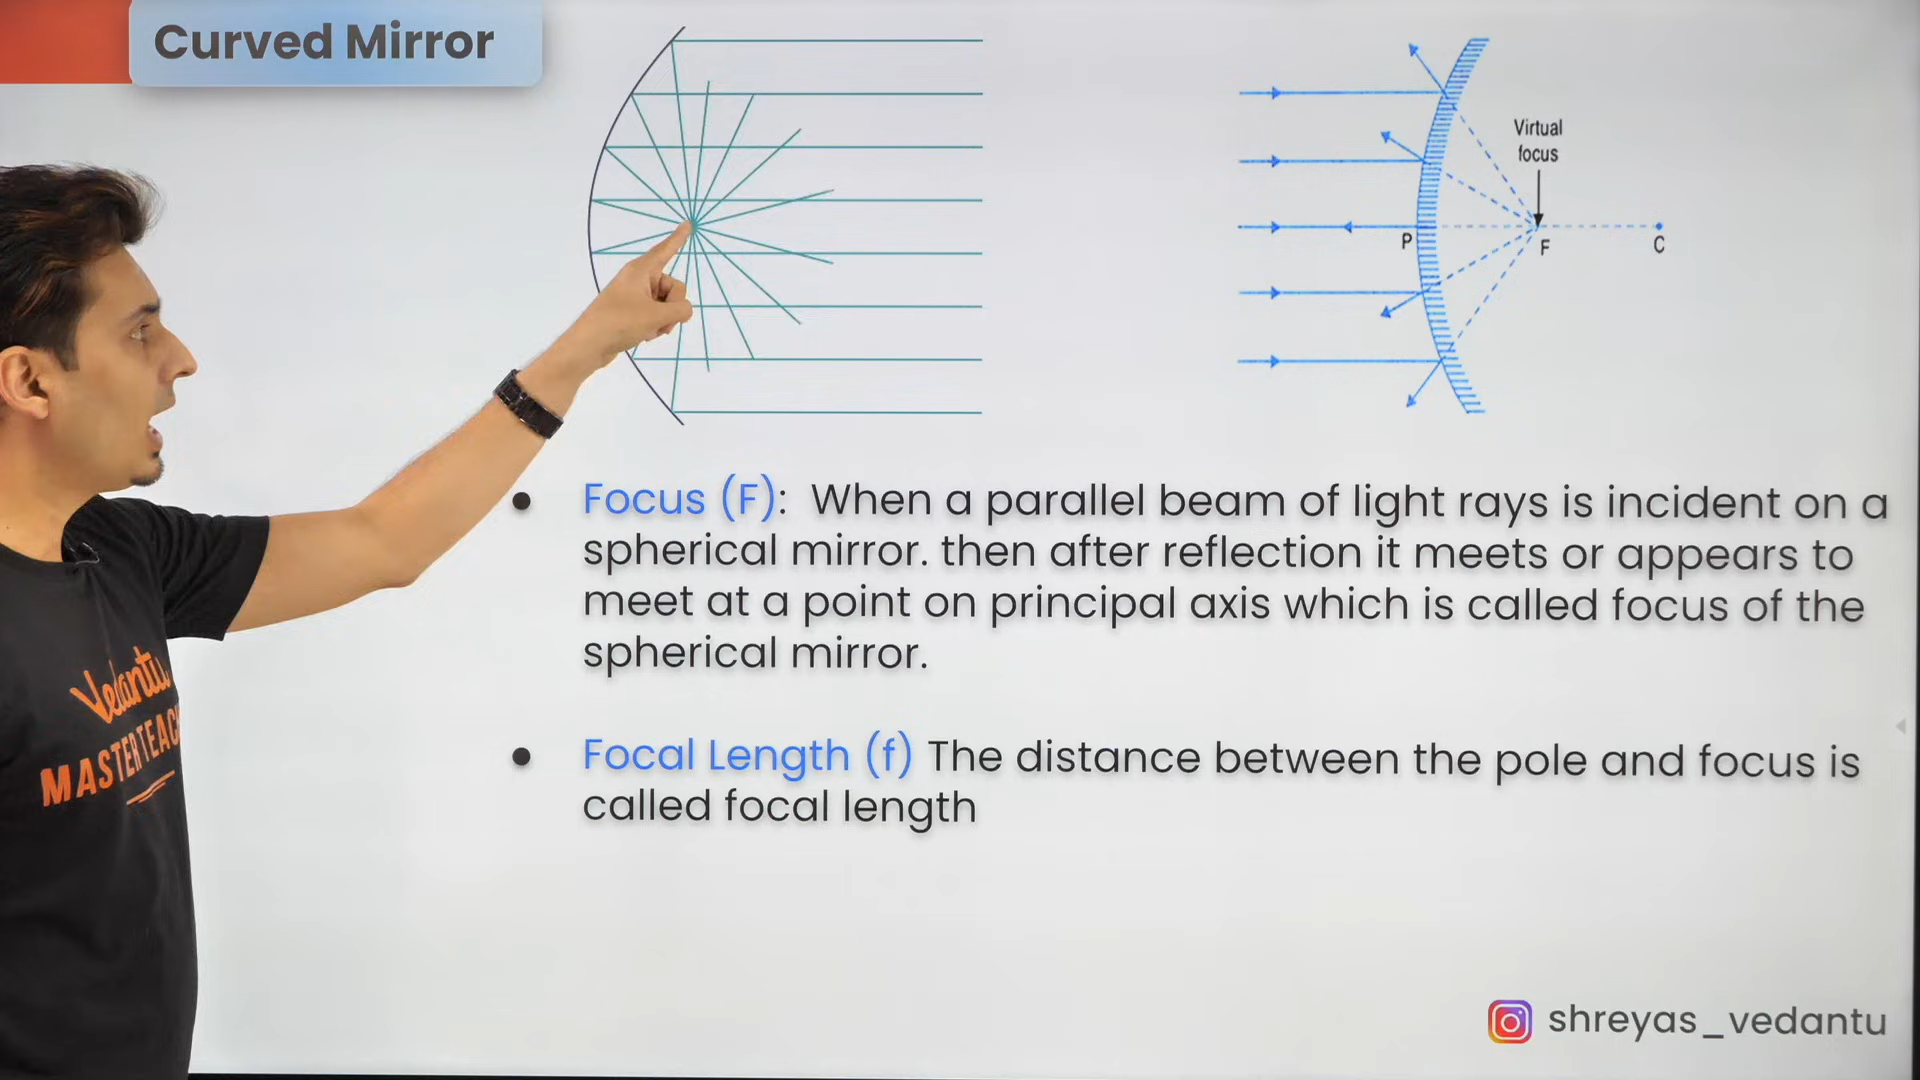 Curved Mirror
Virtual
focus
P
F
C
● Focus (F): When a parallel beam of light rays is incident on a
spherical mirror. then after reflection it meets or appears to
meet at a point on principal axis which is called focus of the
spherical mirror.
● Focal Length (f) The distance between the pole and focus is
called focal length
Vedantu
MASTERTEAC
shreyas_vedantu